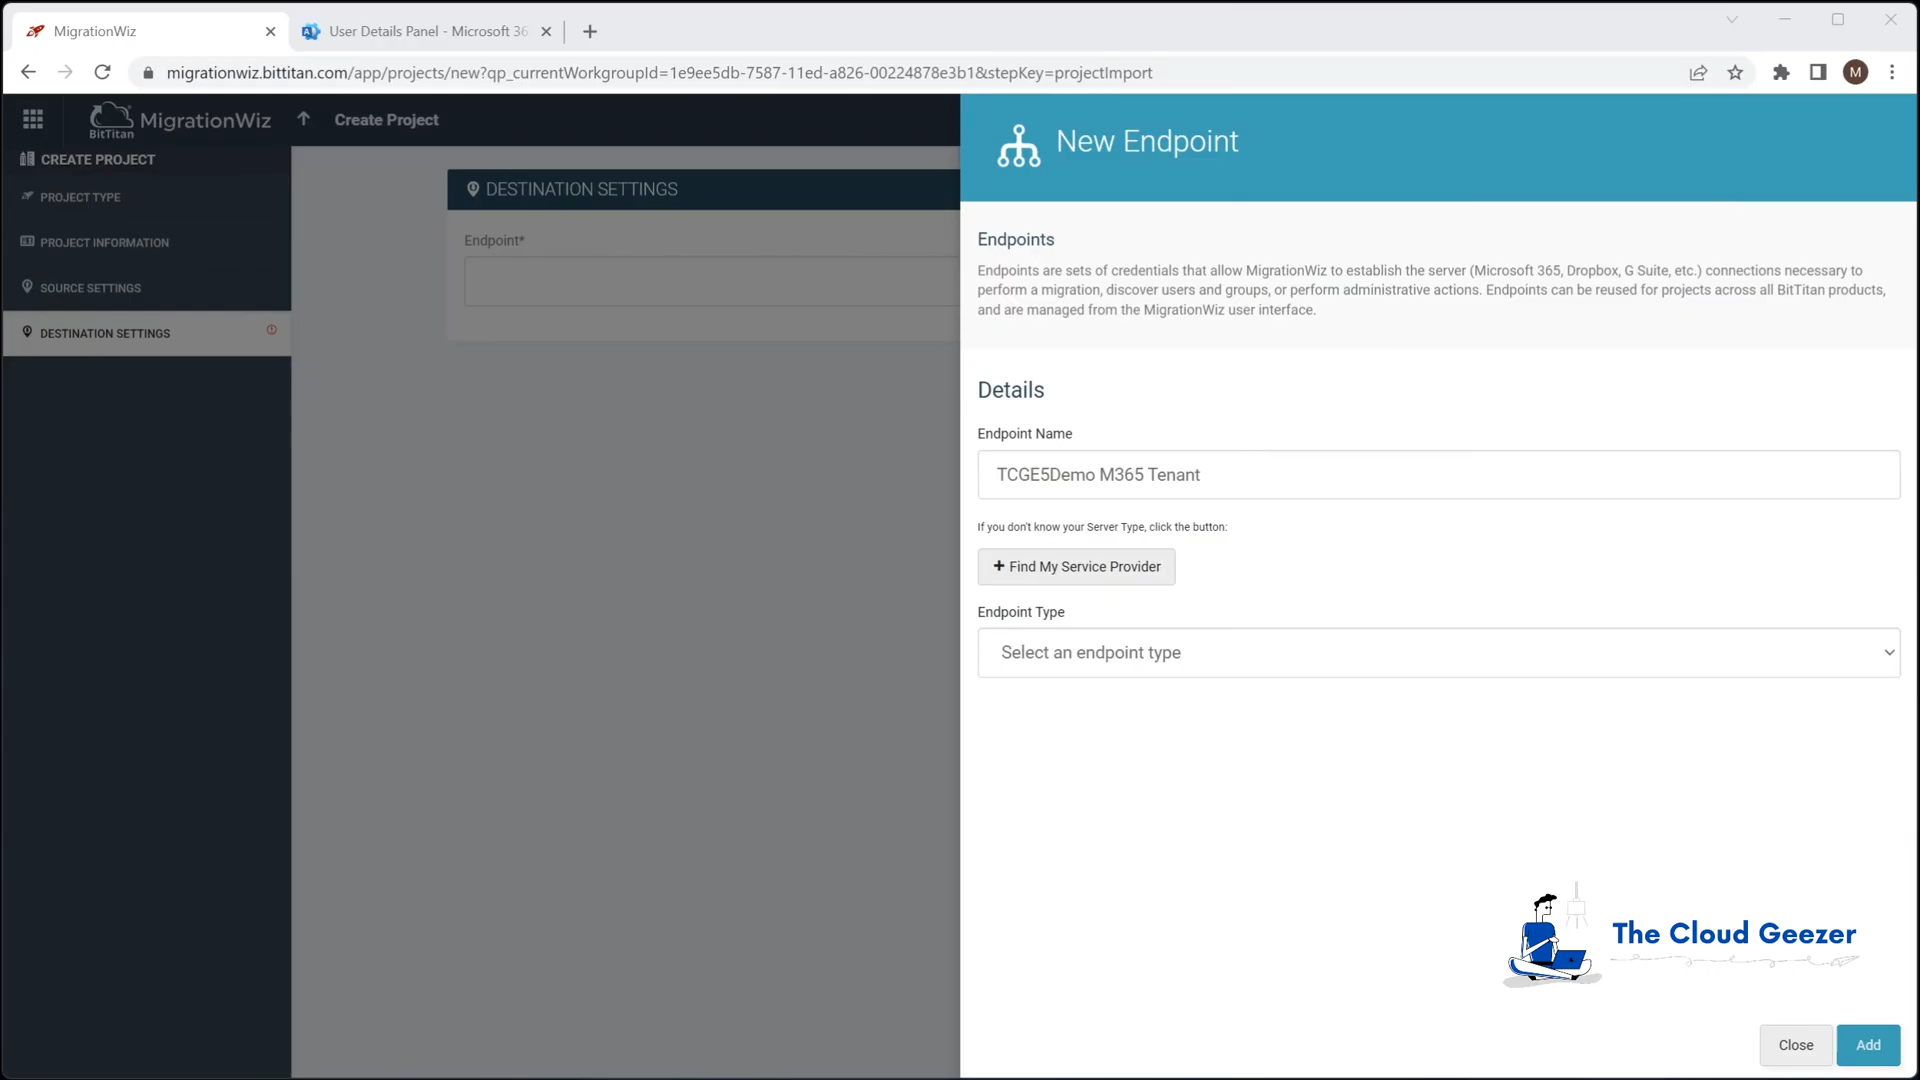 MigrationWiz
User Details Panel - Microsoft 36
migrationwiz.bittitan.com/app/projects/new?qp_currentWorkgroupId=1e9ee5db-7587-11ed-a826-00224878e3b1&stepKey=projectImport
M
BitTitan
MigrationWiz
Create Project
CREATE PROJECT
PROJECT TYPE
PROJECT INFORMATION
SOURCE SETTINGS
DESTINATION SETTINGS
DESTINATION SETTINGS
Endpoint*
New Endpoint
Endpoints
Endpoints are sets of credentials that allow MigrationWiz to establish the server (Microsoft 365, Dropbox, G Suite, etc.) connections necessary to
perform a migration, discover users and groups, or perform administrative actions. Endpoints can be reused for projects across all BitTitan products,
and are managed from the MigrationWiz user interface.
Details
Endpoint Name
TCGE5Demo M365 Tenant
If you don't know your Server Type, click the button:
+ Find My Service Provider
Endpoint Type
Select an endpoint type
The Cloud Geezer
Close
Add